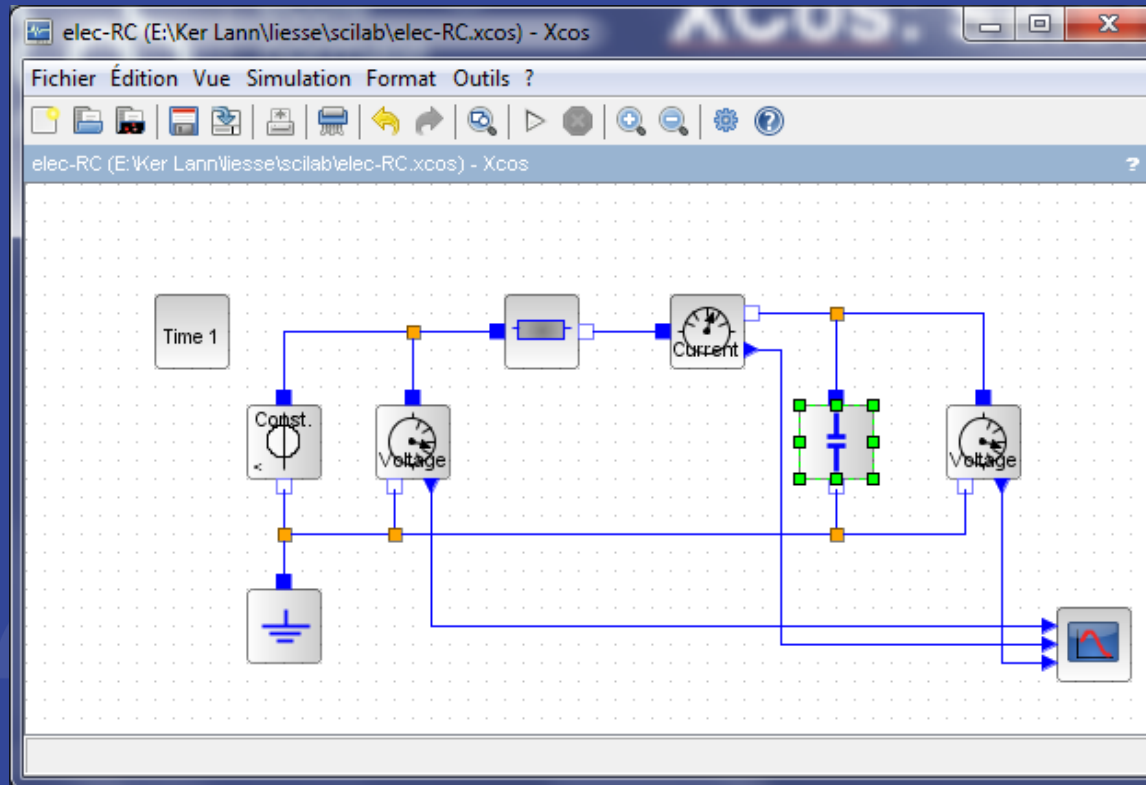 xcos.
elec-RC (E:\Ker Lann\liesse\scilab\elec-RC.xcos) - Xcos
Fichier Édition Vue Simulation Format Outils ?
elec-RC (E:\Ker Lann\liesse\scilab\elec-RC.xcos) - Xcos ?
Time 1
Current
Const.
<
Voltage
Voltage